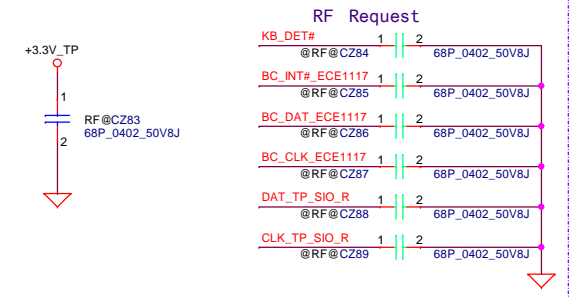 RF Request
+3.3V_TP
1
RF@CZ83
68P_0402_50V8J
2
KB_DET# 1 2
@RF@CZ84 68P_0402_50V8J
BC_INT#_ECE1117 1 2
@RF@CZ85 68P_0402_50V8J
BC_DAT_ECE1117 1 2
@RF@CZ86 68P_0402_50V8J
BC_CLK_ECE1117 1 2
@RF@CZ87 68P_0402_50V8J
DAT_TP_SIO_R 1 2
@RF@CZ88 68P_0402_50V8J
CLK_TP_SIO_R 1 2
@RF@CZ89 68P_0402_50V8J